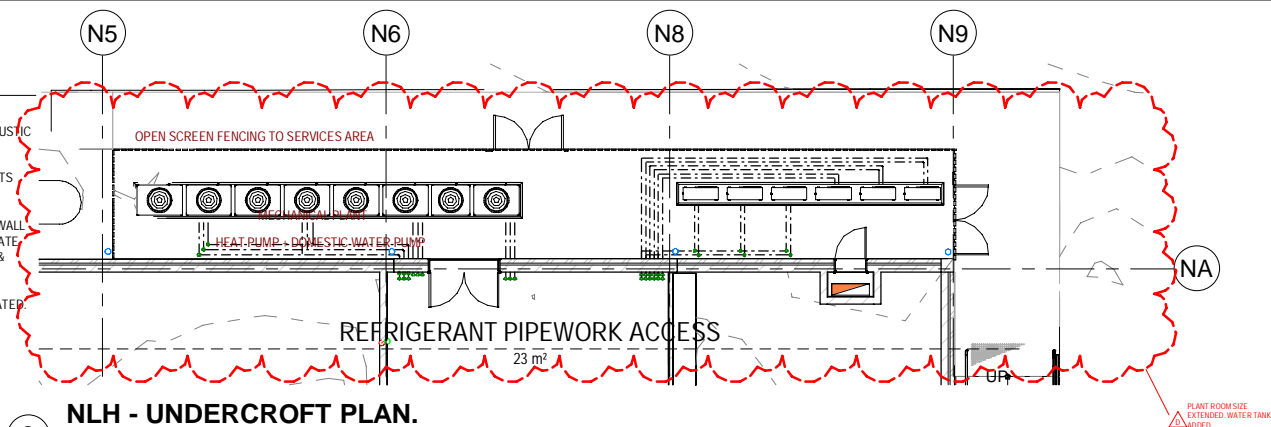 N5
N6
N8
N9
USTIC
OPEN SCREEN FENCING TO SERVICES AREA
TS
WALL
ATE
&
MECHANICAL PLANT
HEAT PUMP - DOMESTIC WATER PUMP
NA
ATED.
REFRIGERANT PIPEWORK ACCESS
23 m²
UP
NLH - UNDERCROFT PLAN.
PLANT ROOM SIZE
EXTENDED. WATER TANK
D ADDED